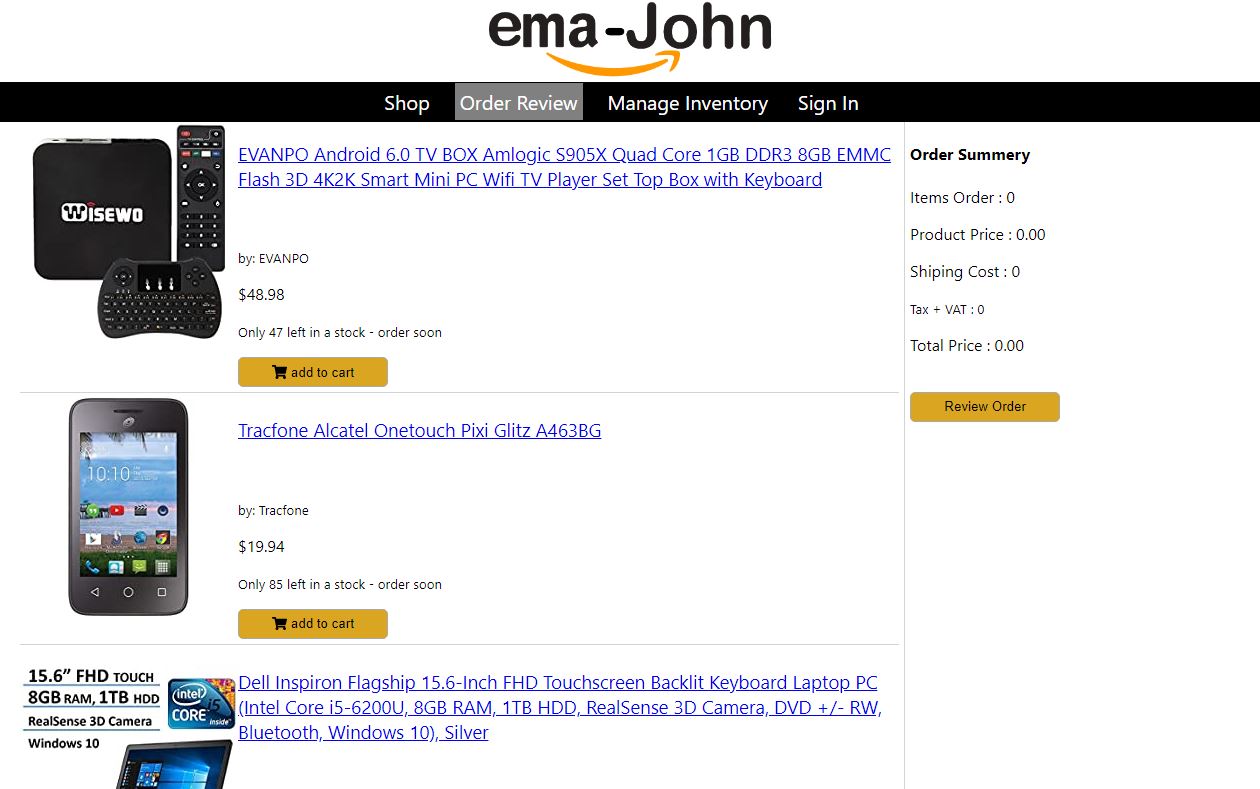 ema-John
Shop Order Review Manage Inventory Sign In
WISEWO
OK
EVANPO Android 6.0 TV BOX Amlogic S905X Quad Core 1GB DDR3 8GB EMMC
Flash 3D 4K2K Smart Mini PC Wifi TV Player Set Top Box with Keyboard
by: EVANPO
$48.98
Only 47 left in a stock - order soon
add to cart
10:10
Tracfone Alcatel Onetouch Pixi Glitz A463BG
by: Tracfone
$19.94
Only 85 left in a stock - order soon
add to cart
15.6” FHD TOUCH
8GB RAM, 1TB HDD
RealSense 3D Camera
Windows 10
intel i5
CORE inside™
Dell Inspiron Flagship 15.6-Inch FHD Touchscreen Backlit Keyboard Laptop PC
(Intel Core i5-6200U, 8GB RAM, 1TB HDD, RealSense 3D Camera, DVD +/- RW,
Bluetooth, Windows 10), Silver
Order Summery
Items Order : 0
Product Price : 0.00
Shiping Cost : 0
Tax + VAT : 0
Total Price : 0.00
Review Order